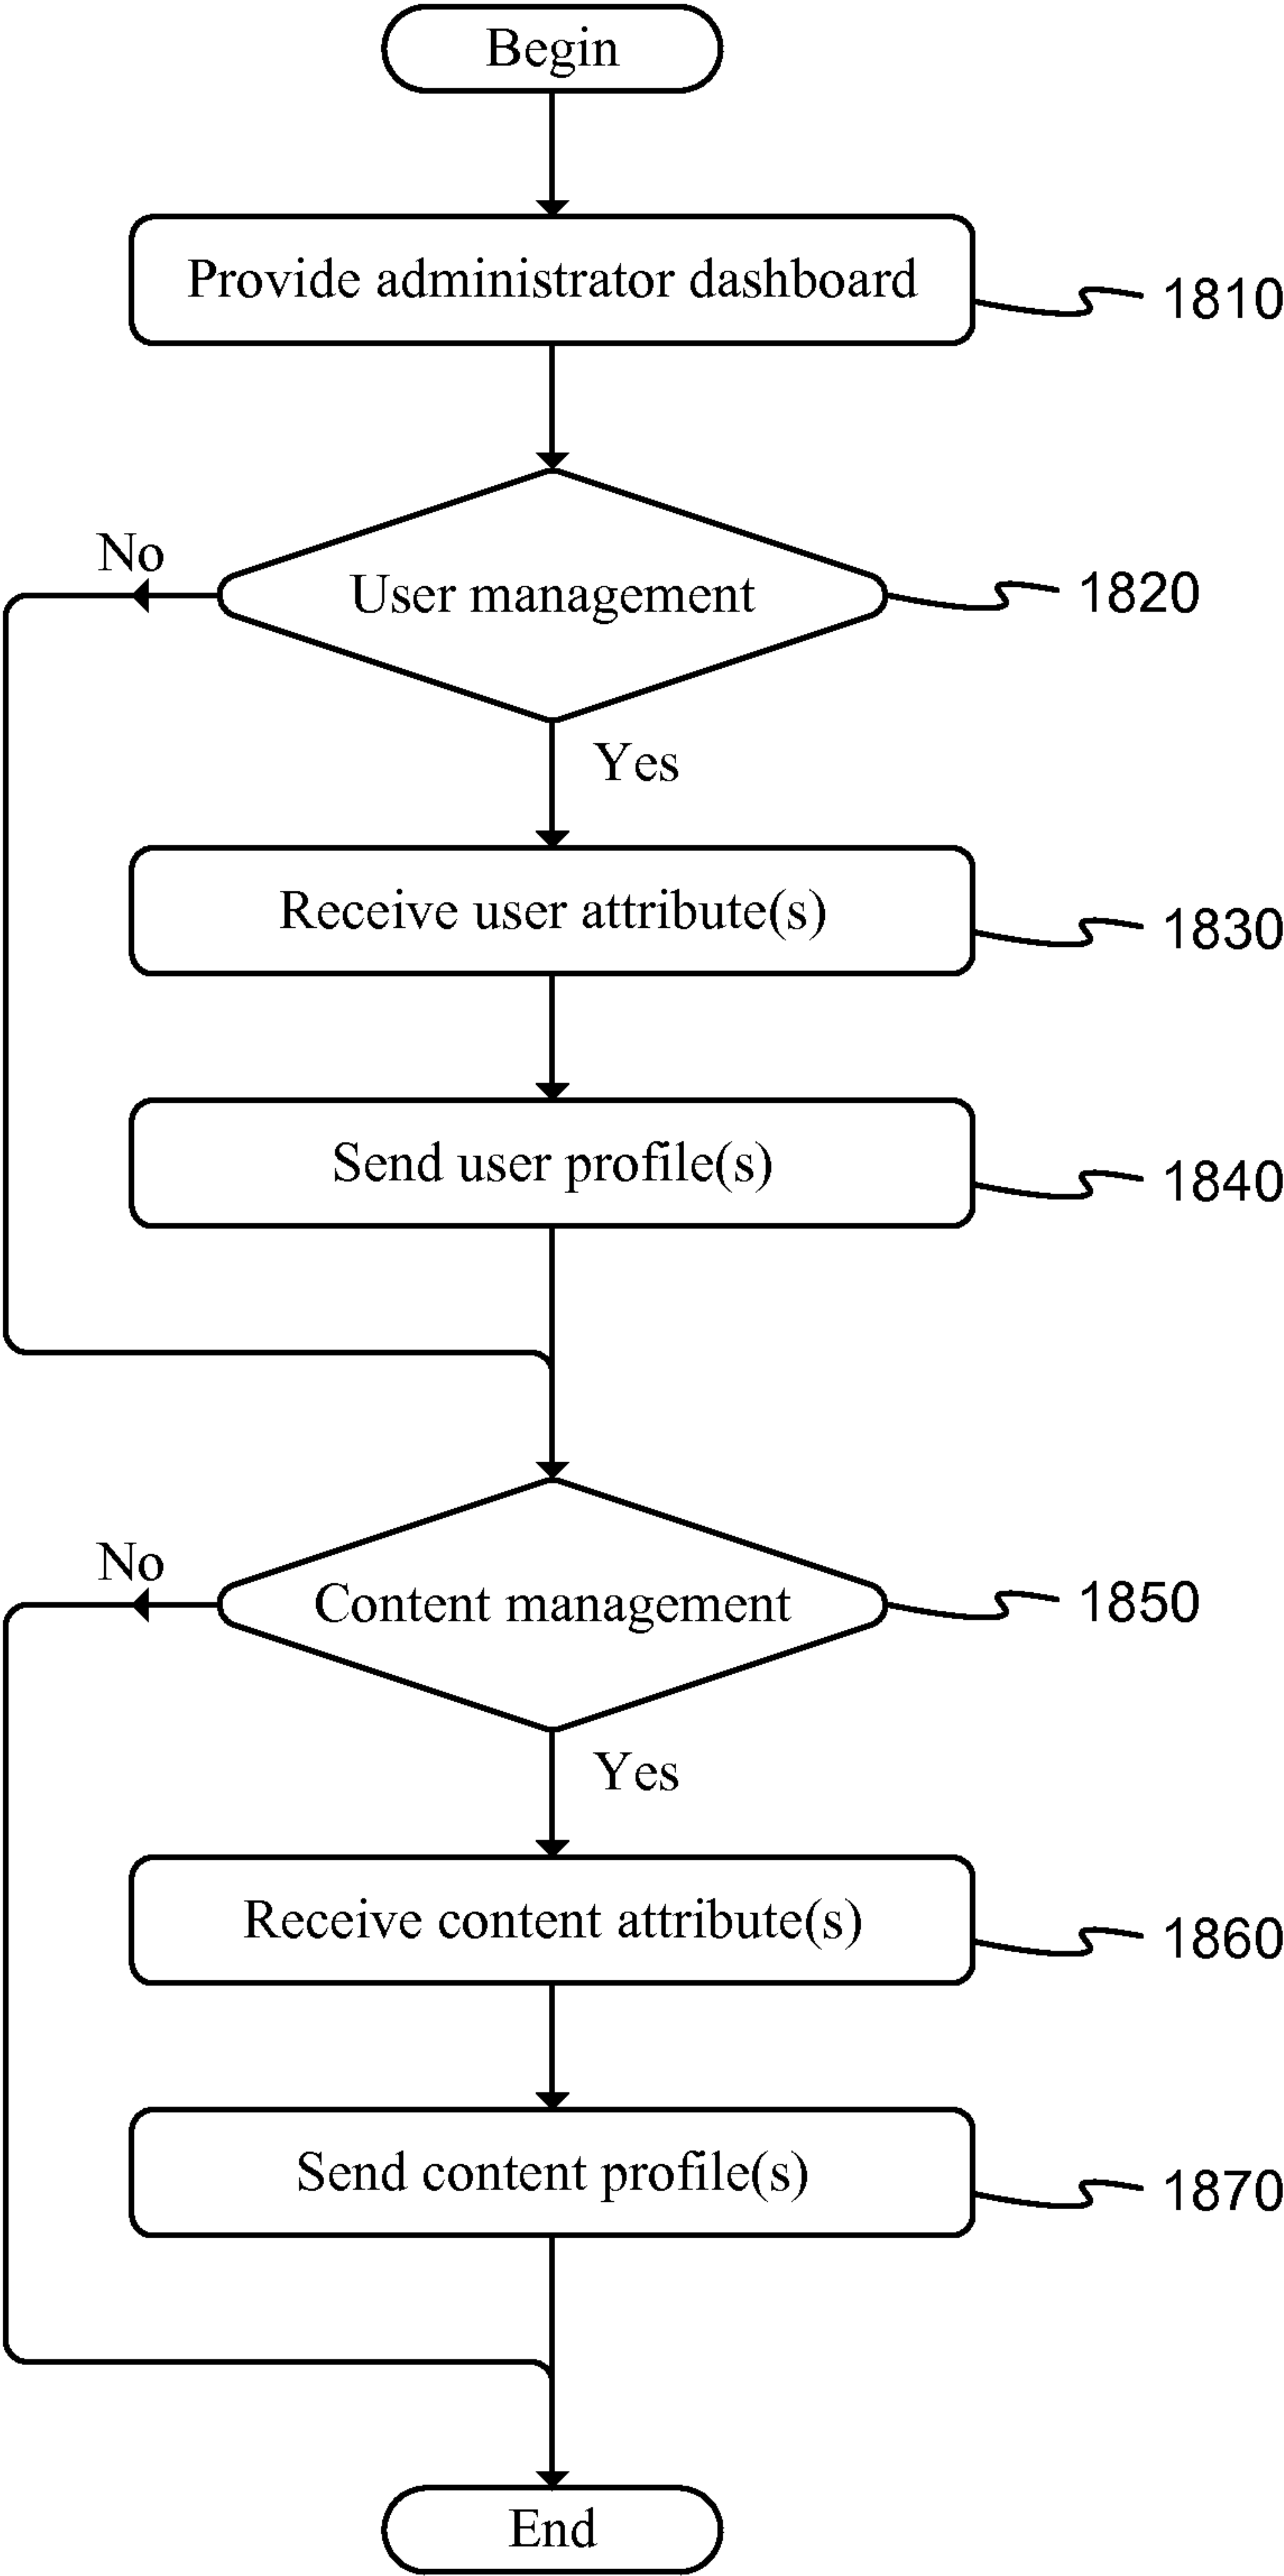 Begin
Provide administrator dashboard
1810
No
User management
1820
Yes
Receive user attribute(s)
1830
Send user profile(s)
1840
No
Content management
1850
Yes
Receive content attribute(s)
1860
Send content profile(s)
1870
End